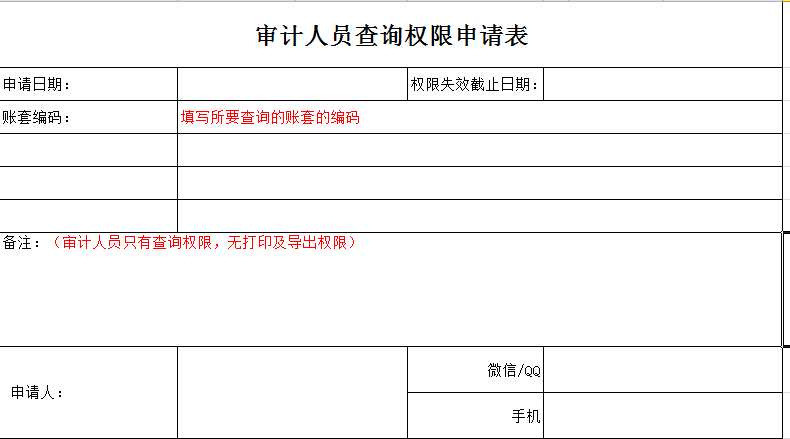 审计人员查询权限申请表
申请日期： 权限失效截止日期：
账套编码： 填写所要查询的账套的编码
备注：（审计人员只有查询权限，无打印及导出权限）
微信/QQ
申请人：
手机